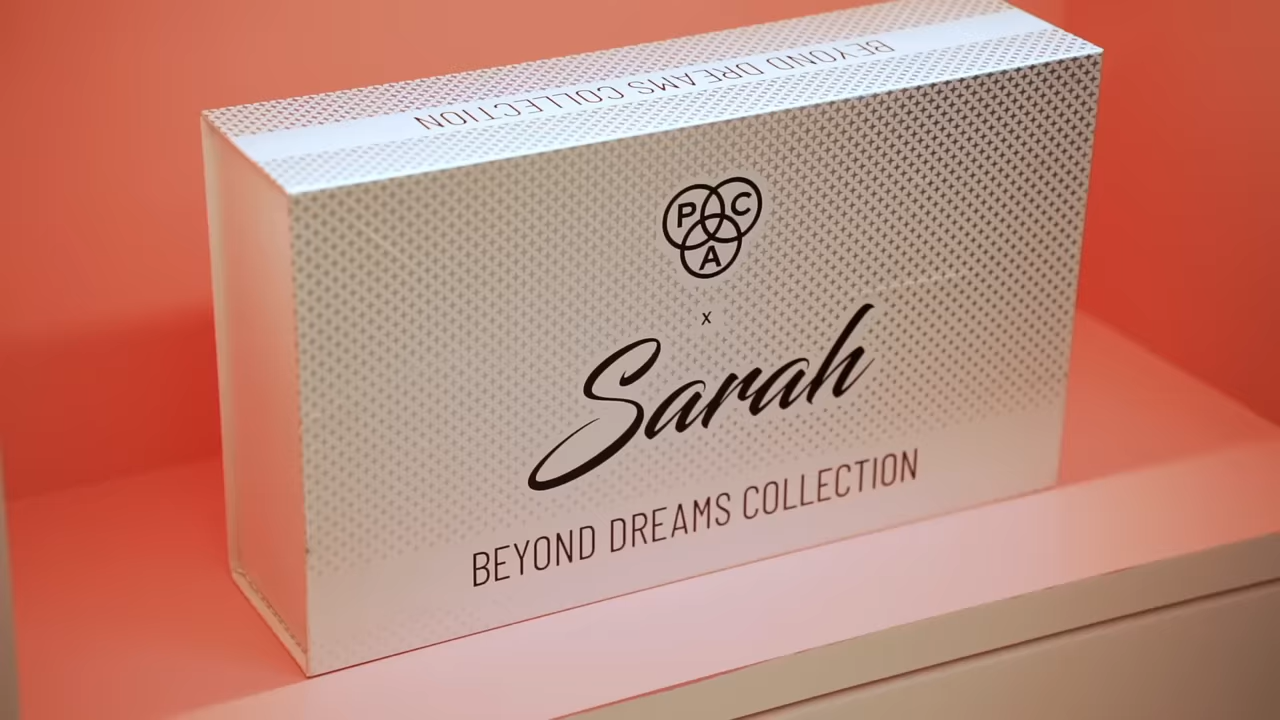 BEYOND DREAMS COLLECTION
P C
A
x
Sarah
BEYOND DREAMS COLLECTION